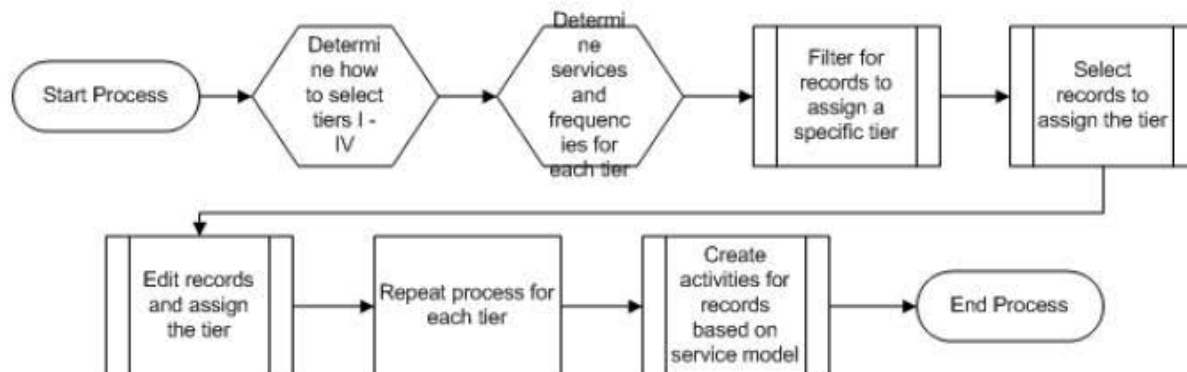 Start Process
Determi
ne how
to select
tiers I -
IV
Determi
ne
services
and
frequenc
ies for
each tier
Filter for
records to
assign a
specific tier
Select
records to
assign the tier
Edit records
and assign
the tier
Repeat process for
each tier
Create
activities for
records
based on
service model
End Process